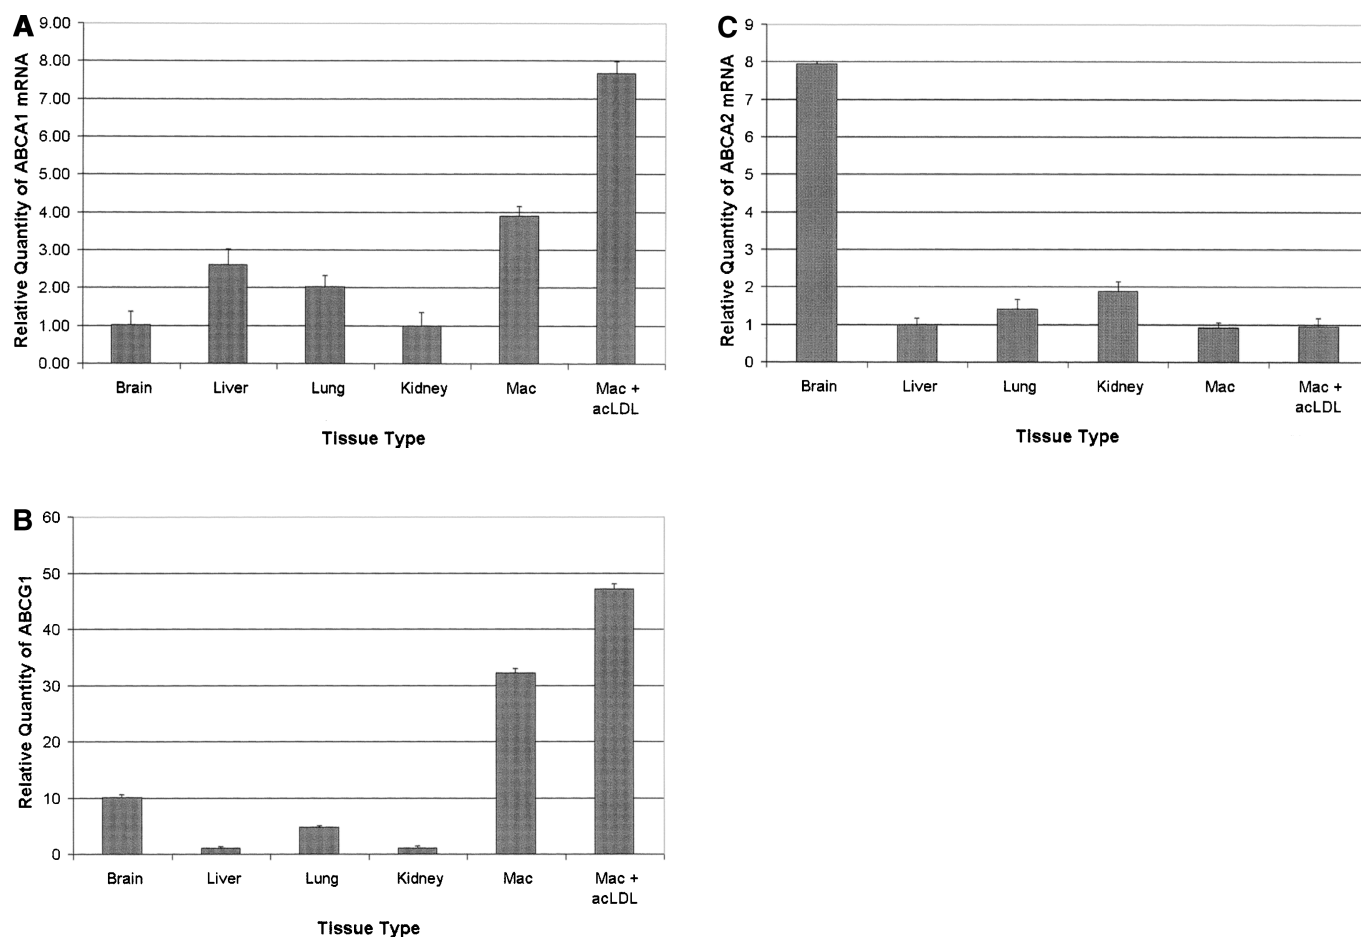 A
Relative Quantity of ABCA1 mRNA
9.00
8.00
7.00
6.00
5.00
4.00
3.00
2.00
1.00
0.00
Brain Liver Lung Kidney Mac Mac +
acLDL
Tissue Type
C
Relative Quantity of ABCA2 mRNA
9
8
7
6
5
4
3
2
1
0
Brain Liver Lung Kidney Mac Mac +
acLDL
Tissue Type
B
Relative Quantity of ABCG1
60
50
40
30
20
10
0
Brain Liver Lung Kidney Mac Mac +
acLDL
Tissue Type